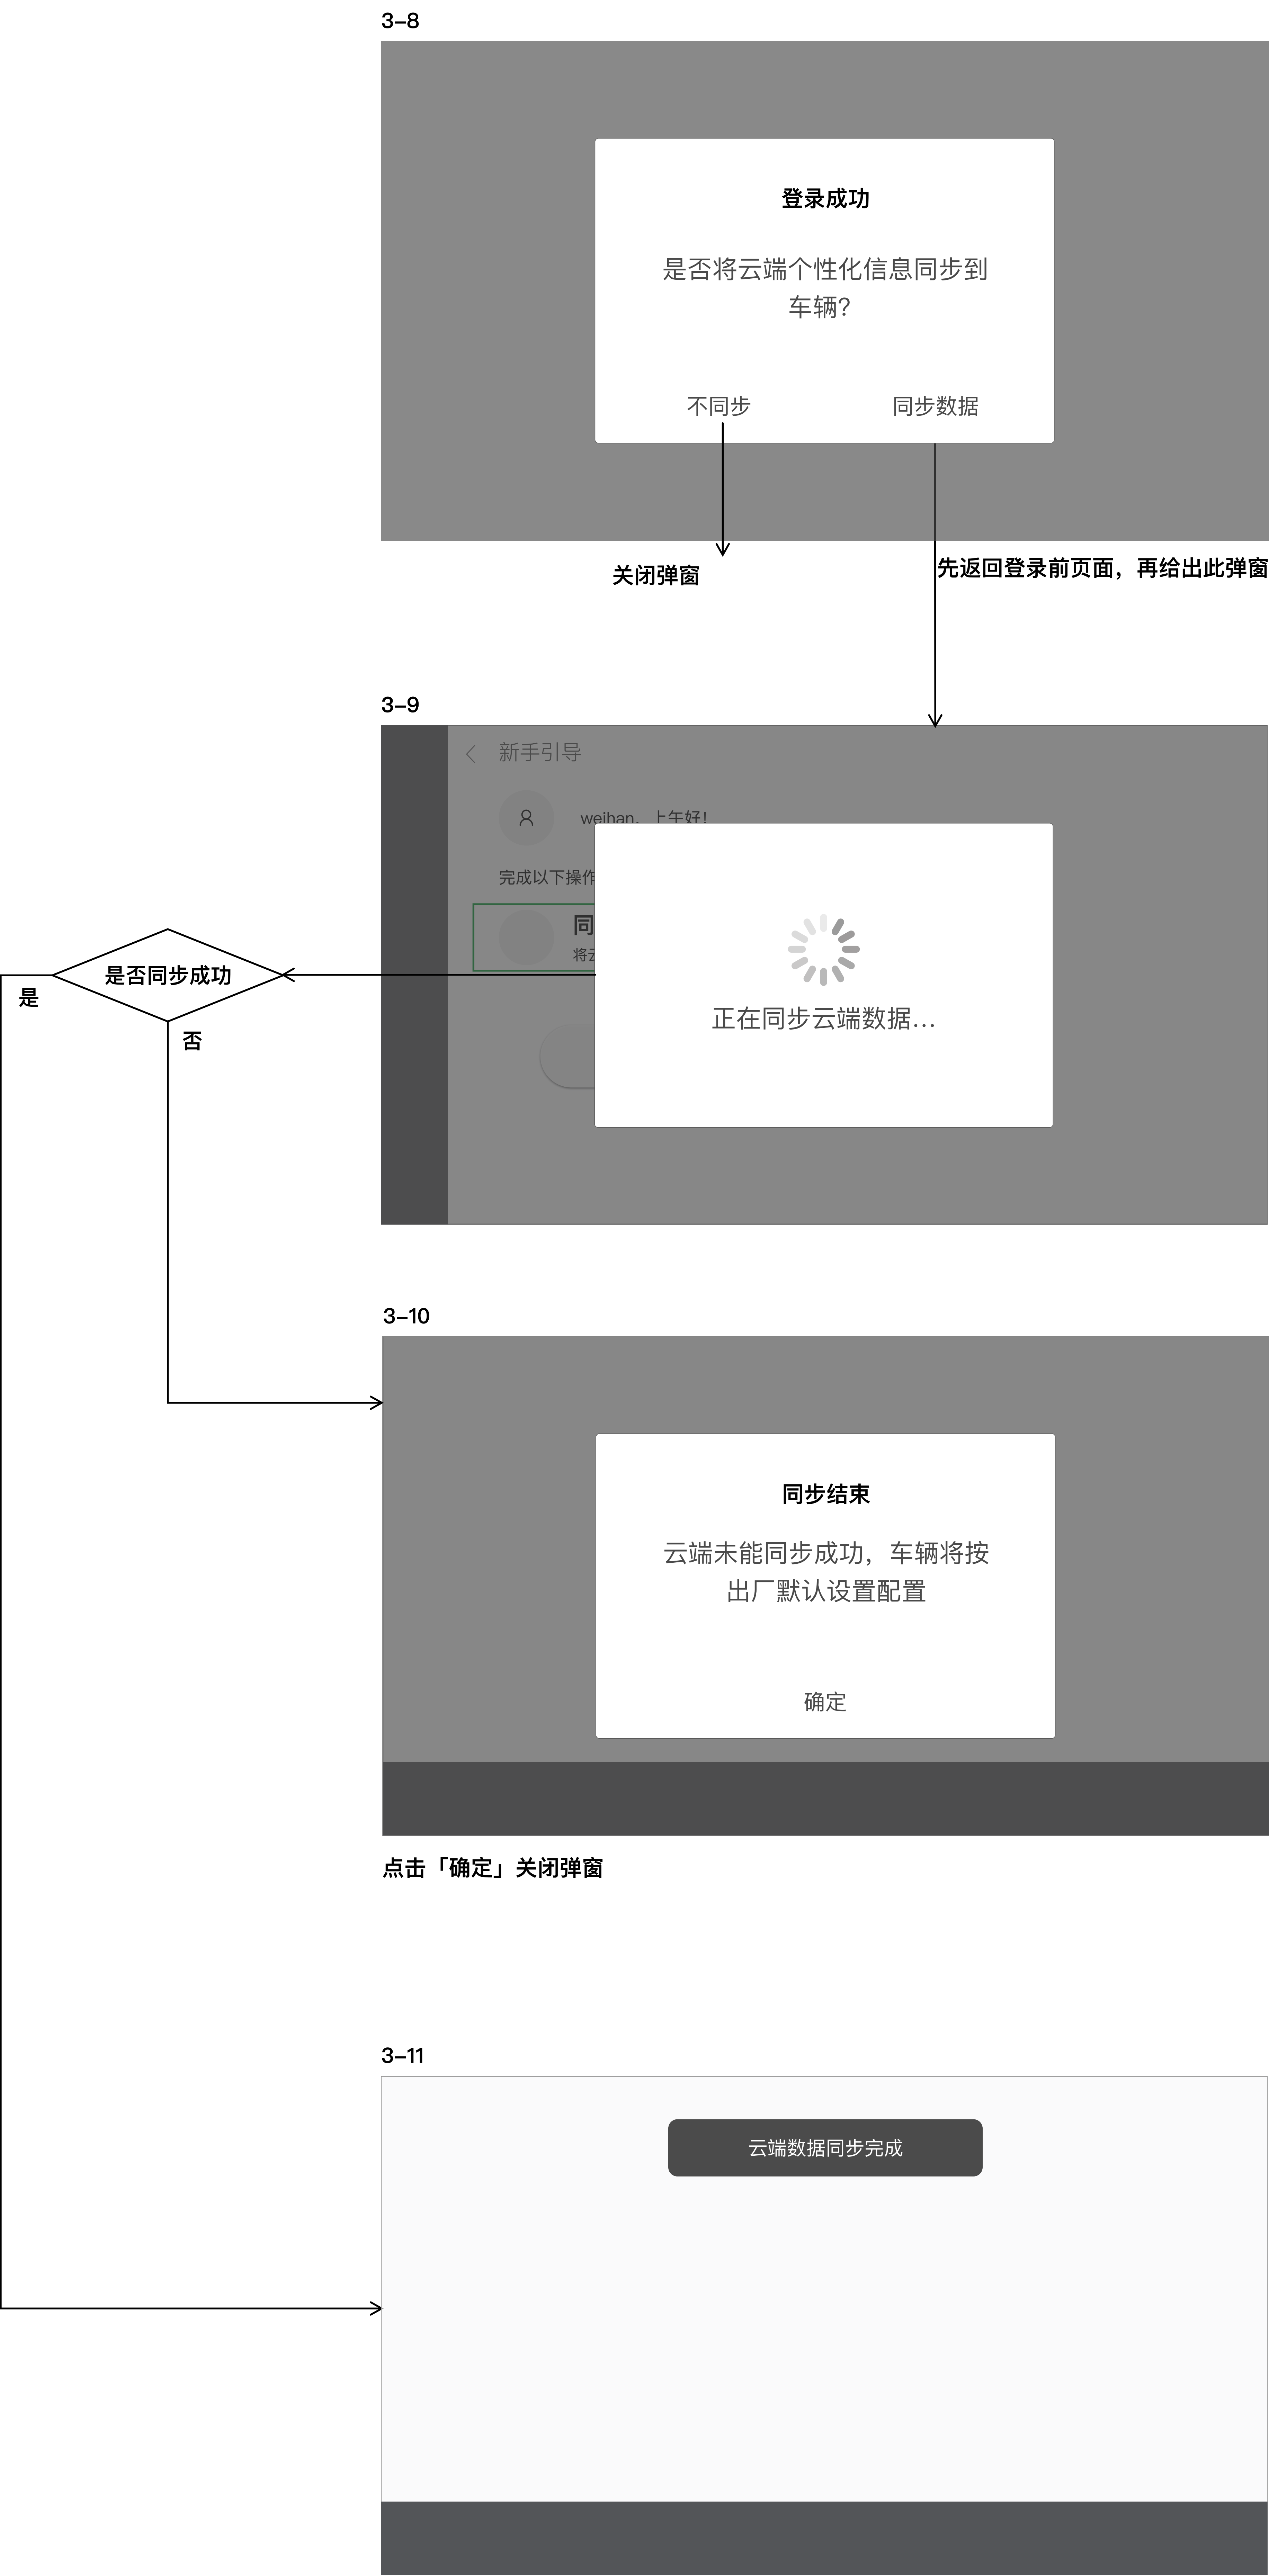 3-8
登录成功
是否将云端个性化信息同步到
车辆?
不同步
同步数据
关闭弹窗
先返回登录前页面，再给出此弹窗
3-9
新手引导
weihan，上午好!
完成以下操作
同
将云
正在同步云端数据...
是否同步成功
是
否
3-10
同步结束
云端未能同步成功，车辆将按
出厂默认设置配置
确定
点击「确定」关闭弹窗
3-11
云端数据同步完成